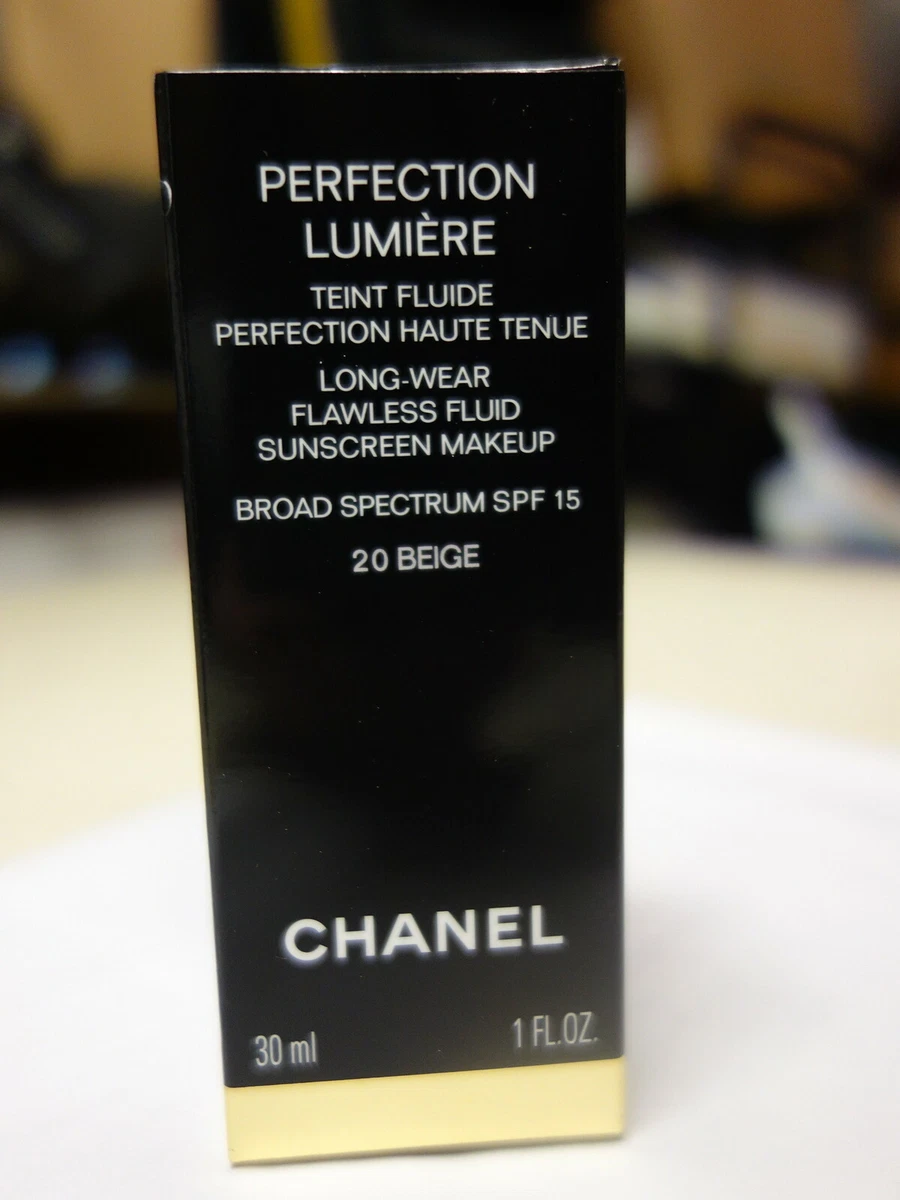 PERFECTION
LUMIÈRE
TEINT FLUIDE
PERFECTION HAUTE TENUE
LONG-WEAR
FLAWLESS FLUID
SUNSCREEN MAKEUP
BROAD SPECTRUM SPF 15
20 BEIGE
CHANEL
30 ml 1 FL.OZ.